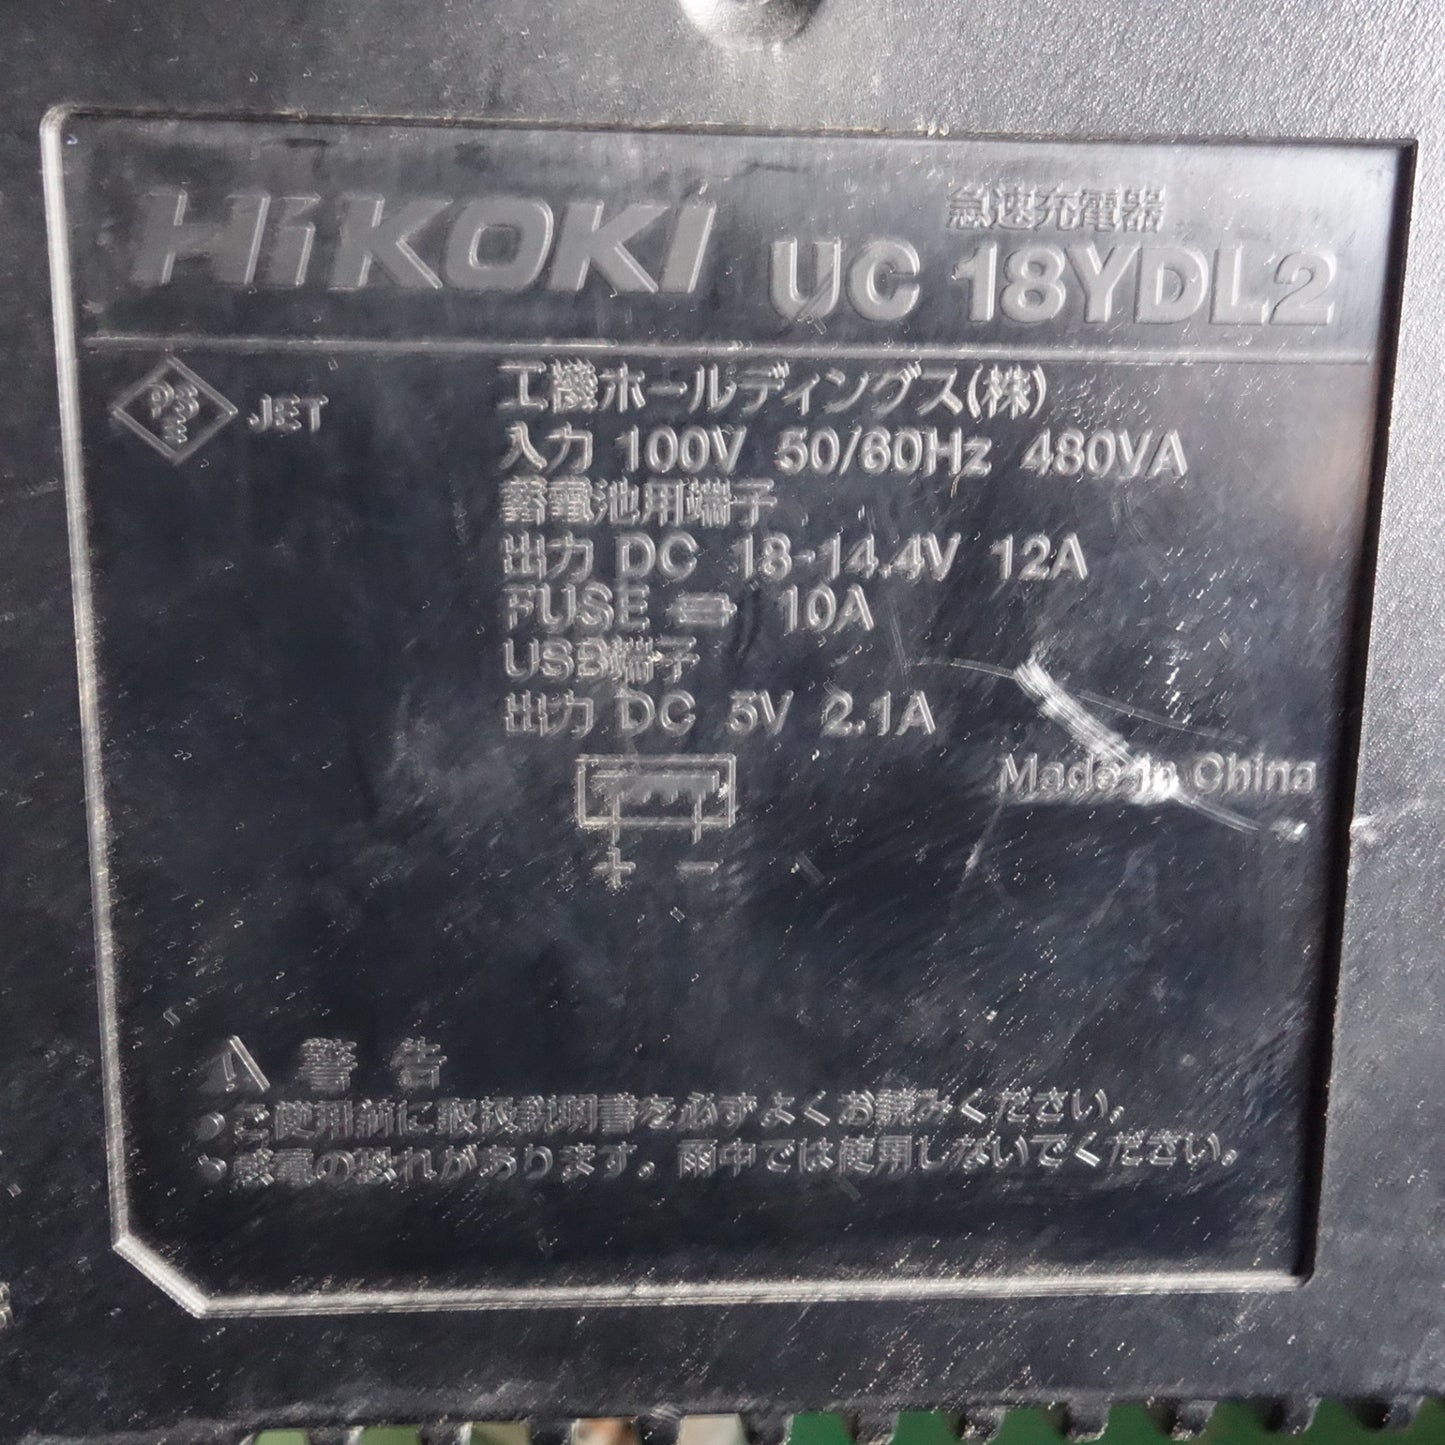 HiKOKI
急速充電器
UC 18YDL2
PS
E
JET
工機ホールディングス(株)
入力 100V 50/60Hz 480VA
蓄電池用端子
出力 DC 18-14.4V 12A
FUSE 10A
USB端子
出力 DC 5V 2.1A
+ -
Made in China
警告
•ご使用前に取扱説明書を必ずよくお読みください。
•感電の恐れがあります。雨中では使用しないでください。